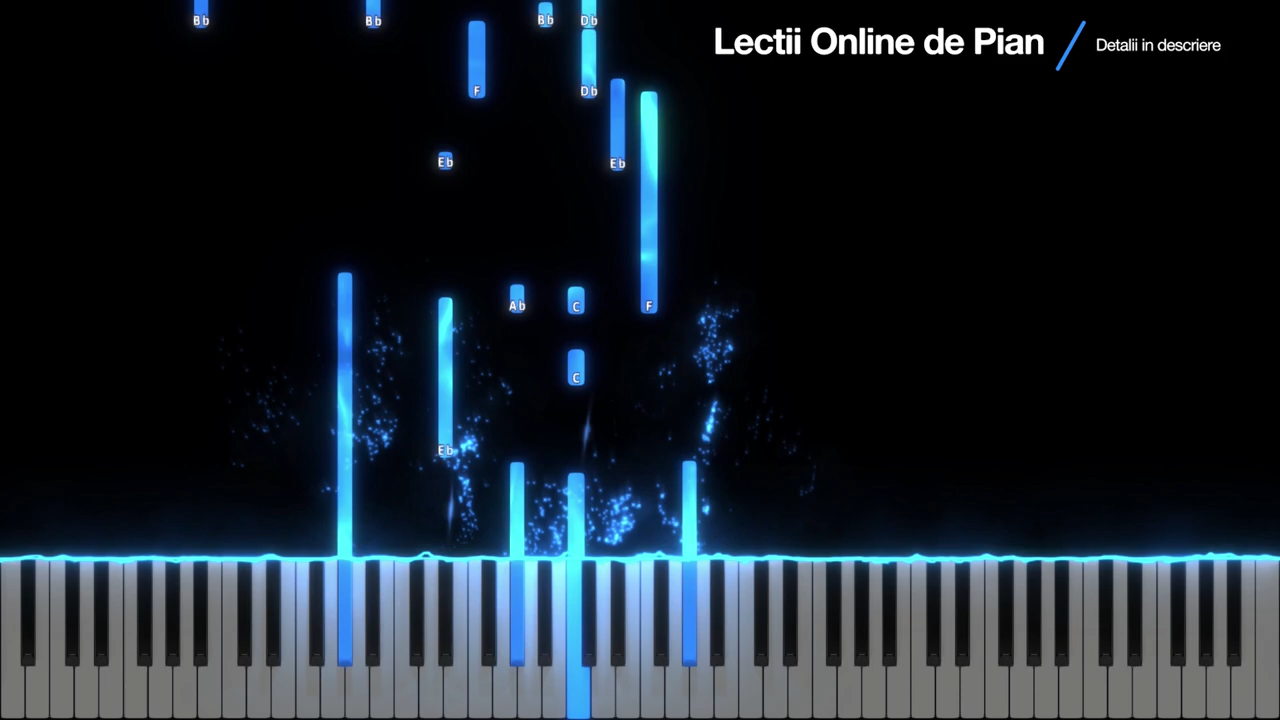 Bb
Bb
Bb
Db
Lectii Online de Pian
Detalii in descriere
F
Db
Eb
Eb
Ab
C
F
C
Eb